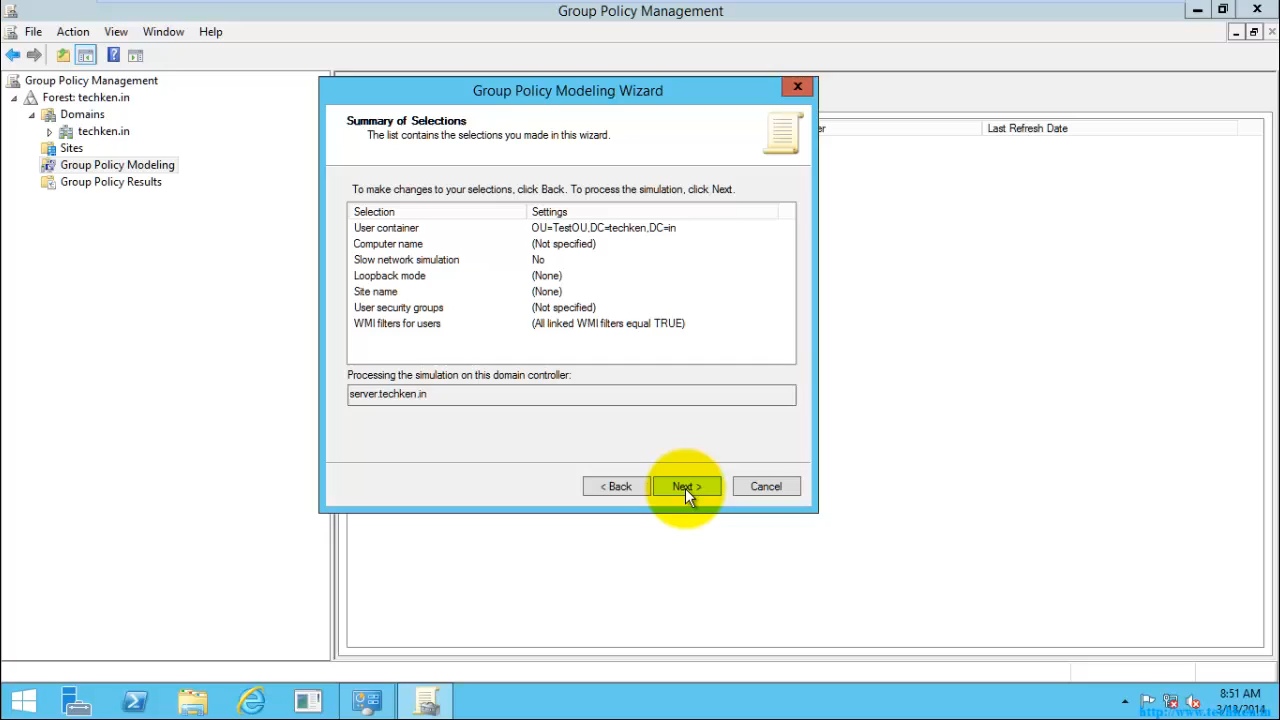 Group Policy Management
File Action View Window Help
Group Policy Management
Forest: techken.in
Domains
techken.in
Sites
Group Policy Modeling
Group Policy Results
Last Refresh Date
Group Policy Modeling Wizard
Summary of Selections
The list contains the selections you made in this wizard.
To make changes to your selections, click Back. To process the simulation, click Next.
Selection Settings
User container OU=TestOU,DC=techken,DC=in
Computer name (Not specified)
Slow network simulation No
Loopback mode (None)
Site name (None)
User security groups (Not specified)
WMI filters for users (All linked WMI filters equal TRUE)
Processing the simulation on this domain controller:
server.techken.in
< Back Next > Cancel
8:51 AM
3/13/2014
http://www.techken.in